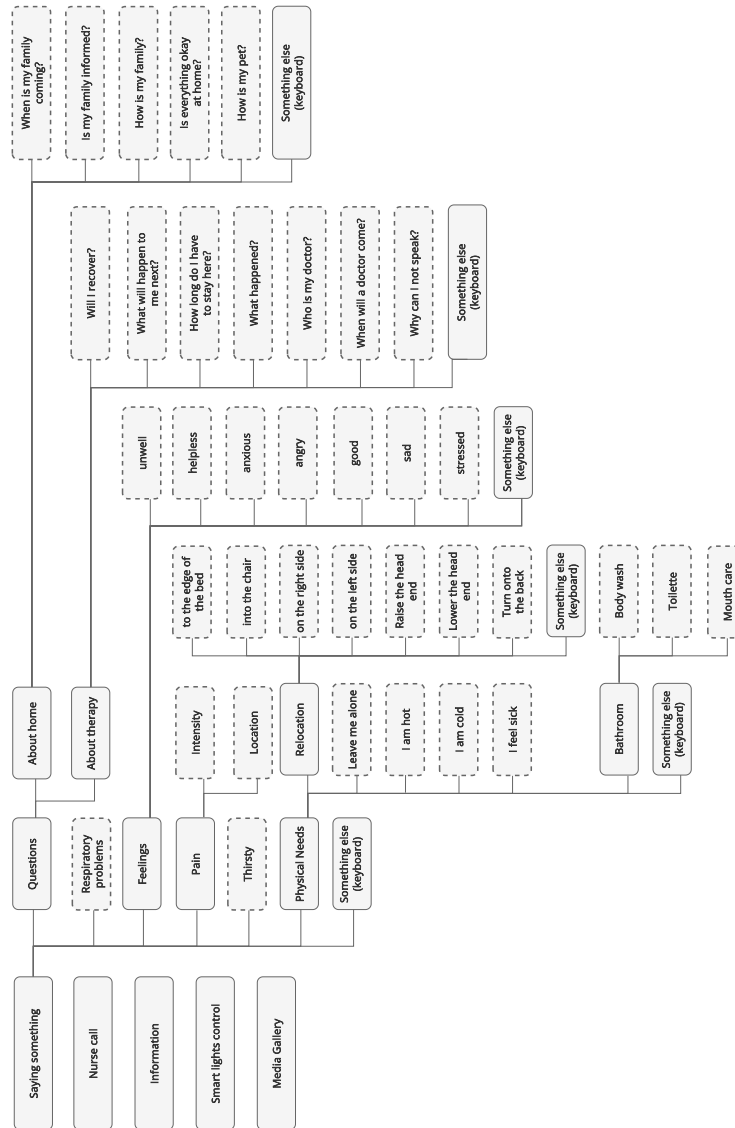 Saying something
Nurse call
Information
Smart lights control
Media Gallery
Questions
Respiratory
problems
Feelings
Pain
Thirsty
Physical Needs
Something else
(keyboard)
About home
About therapy
Intensity
Location
Relocation
Leave me alone
I am hot
I am cold
I feel sick
Bathroom
Something else
(keyboard)
to the edge of
the bed
into the chair
on the right side
on the left side
Raise the head
end
Lower the head
end
Turn onto
the back
Something else
(keyboard)
Body wash
Toilette
Mouth care
unwell
helpless
anxious
angry
good
sad
stressed
Something else
(keyboard)
Will I recover?
What will happen to
me next?
How long do I have
to stay here?
What happened?
Who is my doctor?
When will a doctor come?
Why can I not speak?
Something else
(keyboard)
When is my family
coming?
Is my family informed?
How is my family?
Is everything okay
at home?
How is my pet?
Something else
(keyboard)